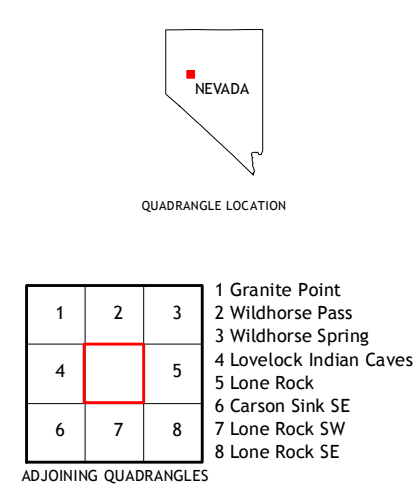 NEVADA
QUADRANGLE LOCATION
1 2 3
4 5
6 7 8
1 Granite Point
2 Wildhorse Pass
3 Wildhorse Spring
4 Lovelock Indian Caves
5 Lone Rock
6 Carson Sink SE
7 Lone Rock SW
8 Lone Rock SE
ADJOINING QUADRANGLES